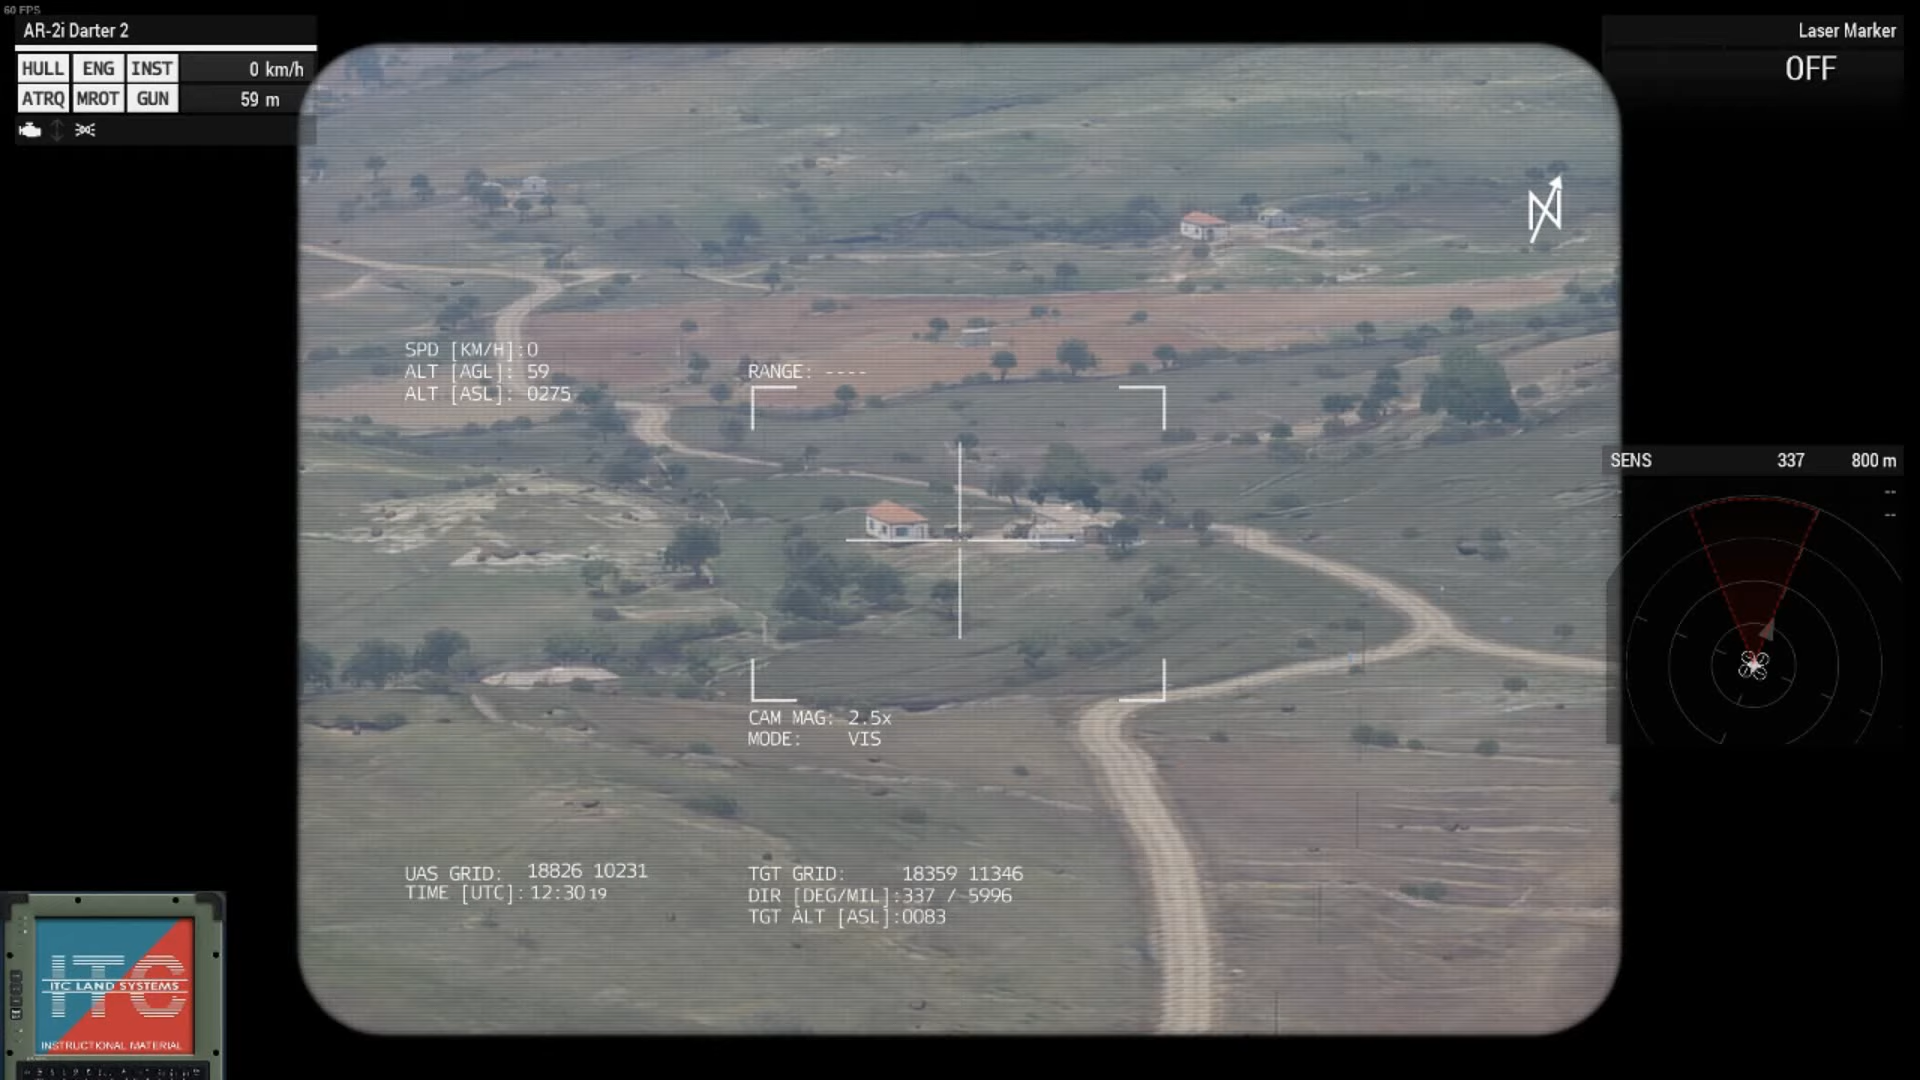 60 FPS
AR-2i Darter 2
HULL ENG INST 0 km/h
ATRQ MROT GUN 59 m
Laser Marker
OFF
N
SPD [KM/H]:0
ALT [AGL]: 59
ALT [ASL]: 0275
RANGE: ----
SENS 337 800 m
--
--
CAM MAG: 2.5x
MODE: VIS
UAS GRID: 18826 10231
TIME [UTC]: 12:30 19
TGT GRID: 18359 11346
DIR [DEG/MIL]:337 / 5996
TGT ALT [ASL]:0083
ITC
ITC LAND SYSTEMS
INSTRUCTIONAL MATERIAL